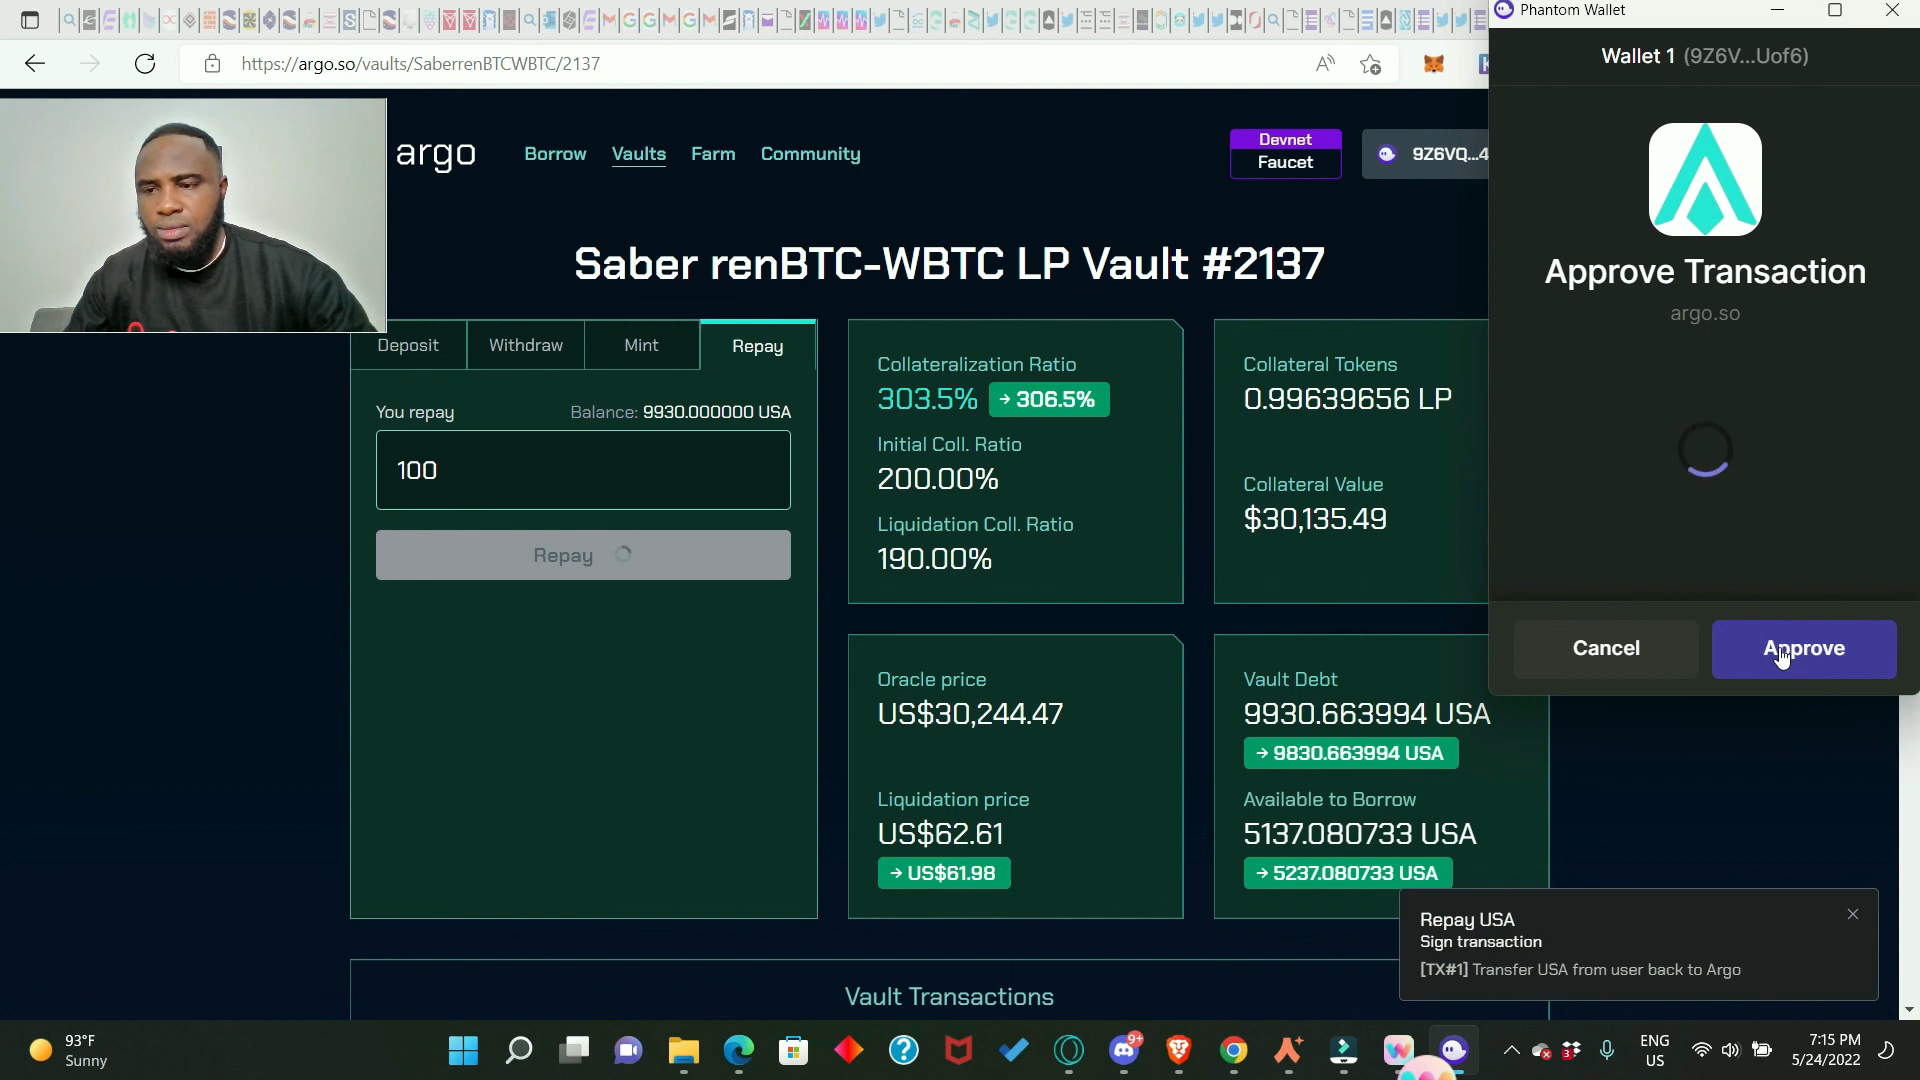 Phantom Wallet
https://argo.so/vaults/SaberrenBTCWBTC/2137
Wallet 1 (9Z6V...Uof6)
argo
Borrow
Vaults
Farm
Community
Devnet
Faucet
9Z6VQ...4
Approve Transaction
argo.so
Saber renBTC-WBTC LP Vault #2137
Deposit
Withdraw
Mint
Repay
You repay
Balance: 9930.000000 USA
100
Repay
Collateralization Ratio
303.5%
→ 306.5%
Initial Coll. Ratio
200.00%
Liquidation Coll. Ratio
190.00%
Collateral Tokens
0.99639656 LP
Collateral Value
$30,135.49
Cancel
Approve
Oracle price
US$30,244.47
Liquidation price
US$62.61
→ US$61.98
Vault Debt
9930.663994 USA
→ 9830.663994 USA
Available to Borrow
5137.080733 USA
→ 5237.080733 USA
Repay USA
Sign transaction
[TX#1] Transfer USA from user back to Argo
Vault Transactions
93°F
Sunny
9+
3
ENG
US
7:15 PM
5/24/2022